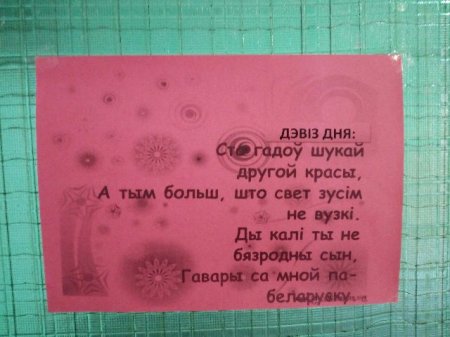 ДЭВІЗ ДНЯ:
Сто гадоў шукай
другой красы,
А тым больш, што свет зусім
не вузкі.
Ды калі ты не
бязродны сын,
Гавары са мной па-
беларуску